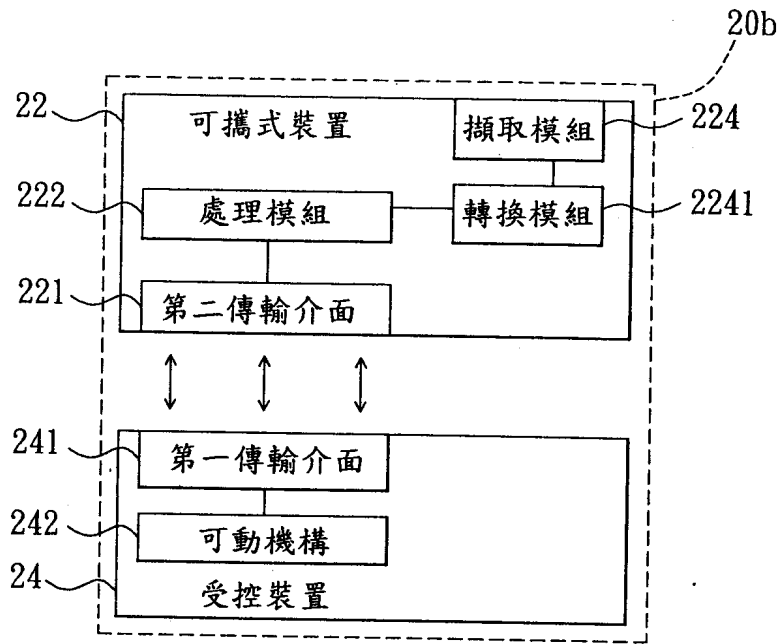 20b
22
可攜式裝置
擷取模組
224
222
處理模組
轉換模組
2241
221
第二傳輸介面
241
第一傳輸介面
242
可動機構
24
受控裝置